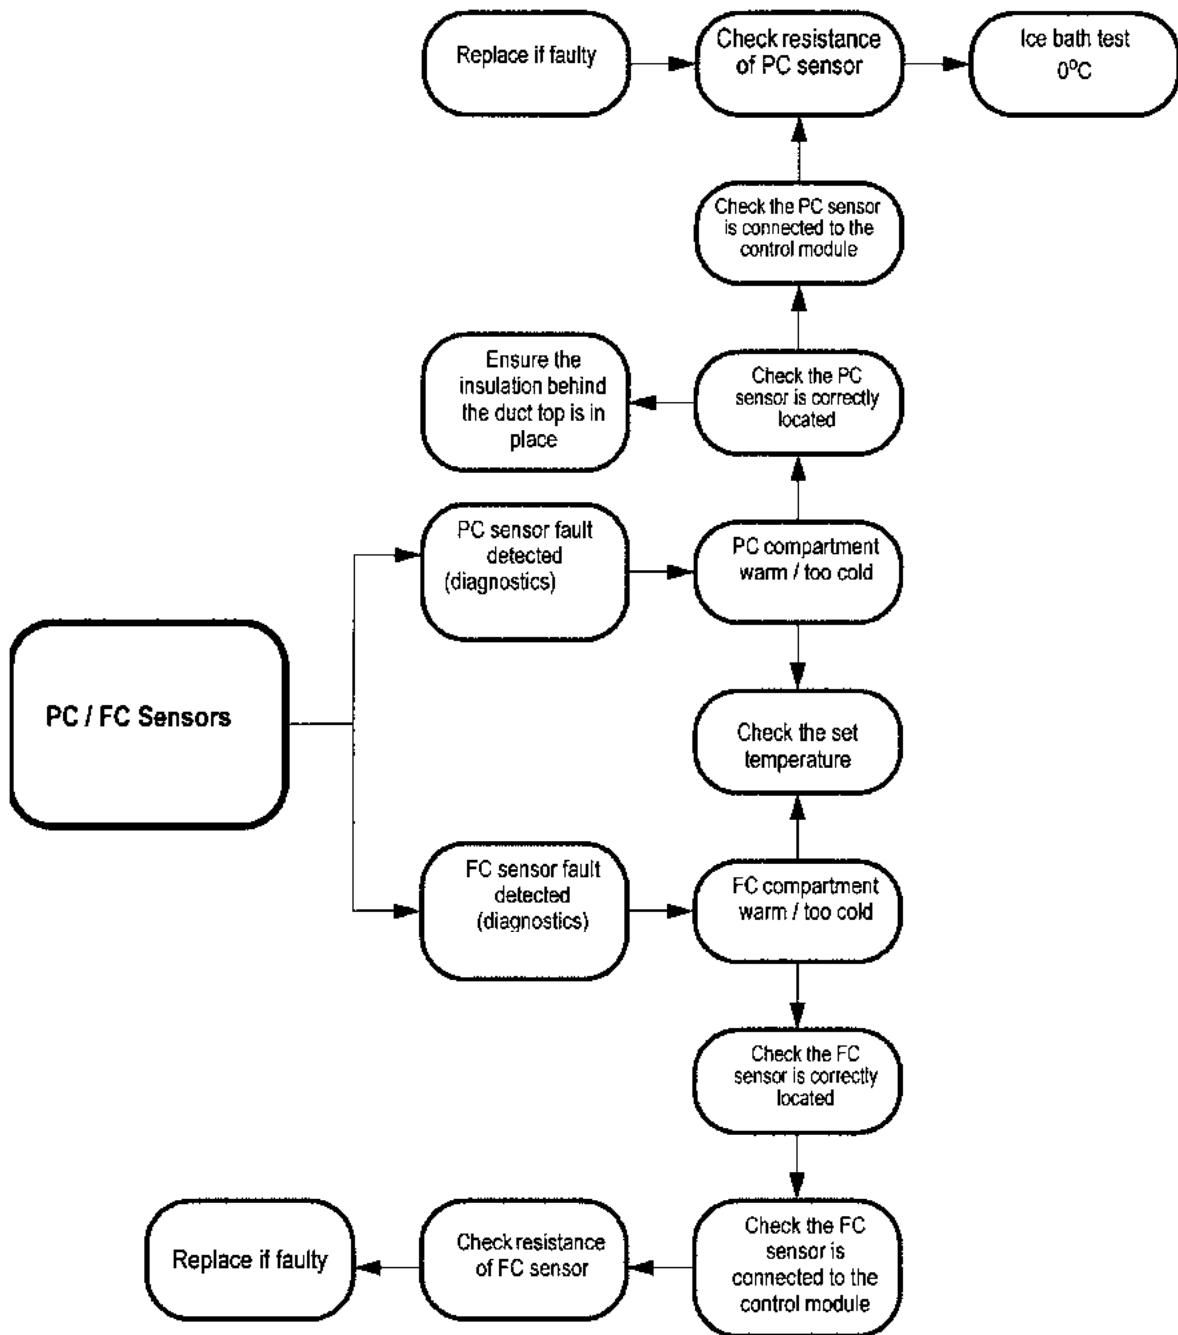 Replace if faulty
Check resistance
of PC sensor
Ice bath test
0°C
Check the PC sensor
is connected to the
control module
Ensure the
insulation behind
the duct top is in
place
Check the PC
sensor is correctly
located
PC sensor fault
detected
(diagnostics)
PC compartment
warm / too cold
PC / FC Sensors
Check the set
temperature
FC sensor fault
detected
(diagnostics)
FC compartment
warm / too cold
Check the FC
sensor is correctly
located
Replace if faulty
Check resistance
of FC sensor
Check the FC
sensor is
connected to the
control module